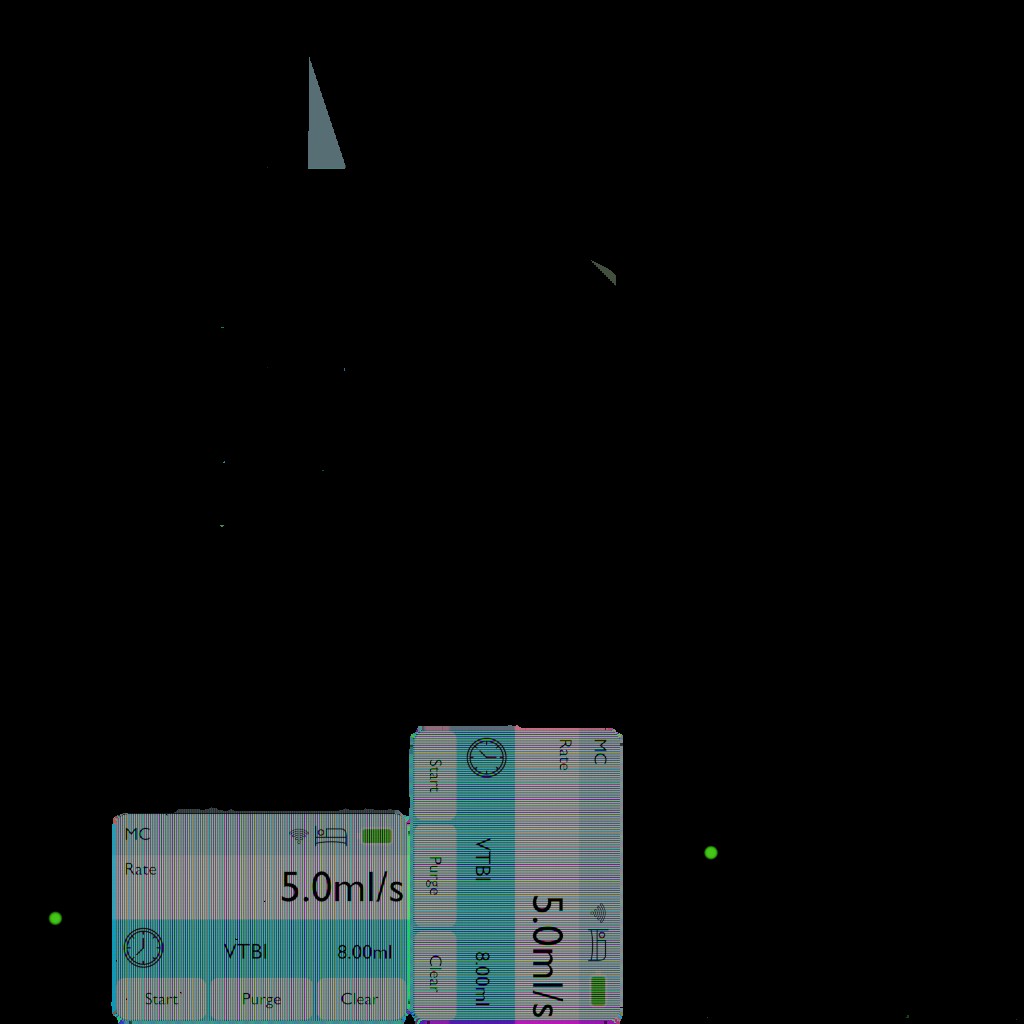 MC
Rate
5.0ml/s
VTBI 8.00ml
Start Purge Clear
MC
Rate
5.0ml/s
VTBI 8.00ml
Start Purge Clear